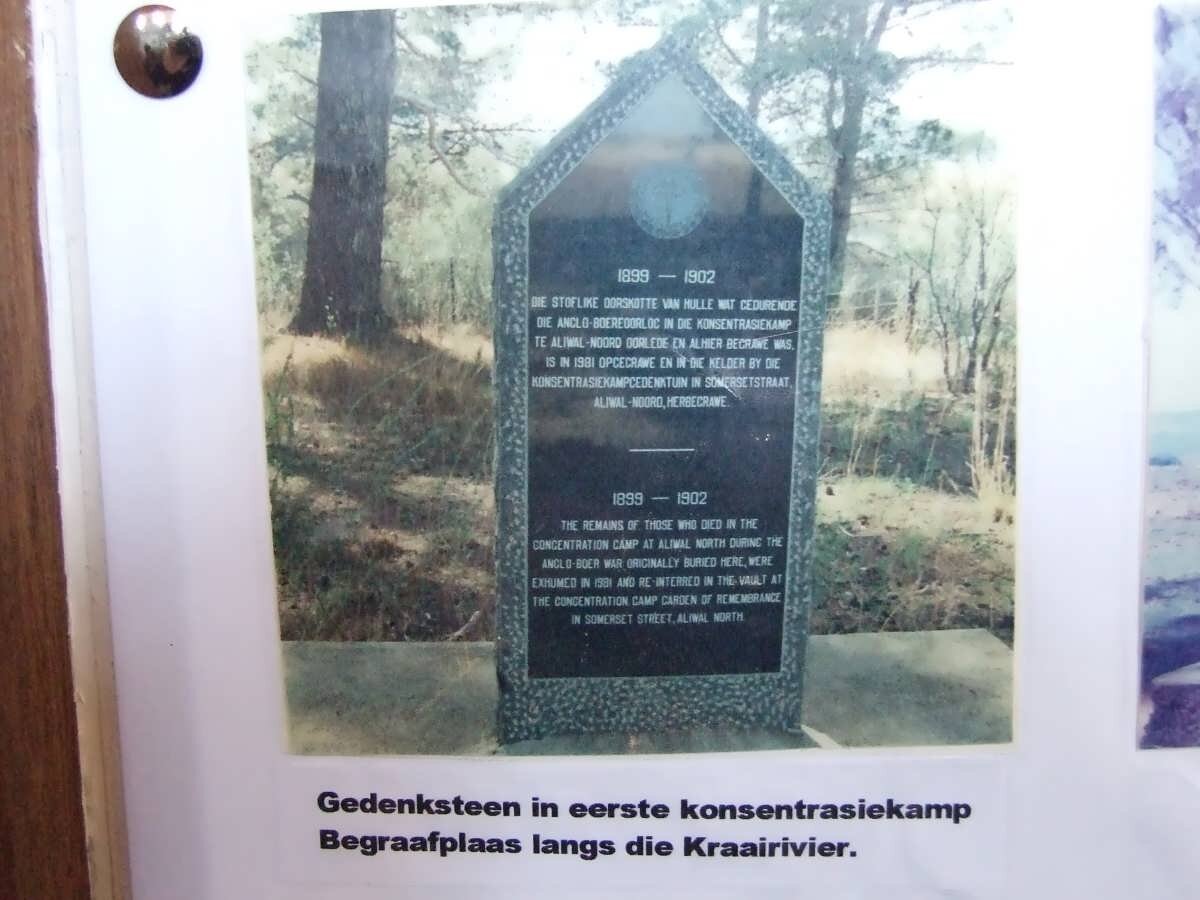 1899 — 1902
DIE STOFLIKE OORSKOTTE VAN HULLE WAT GEDURENDE
DIE ANGLO-BOEREOORLOG IN DIE KONSENTRASIEKAMP
TE ALIWAL-NOORD OORLEDE EN ALHIER BEGRAWE WAS,
IS IN 1981 OPGEGRAWE EN IN DIE KELDER BY DIE
KONSENTRASIEKAMPGEDENKTUIN IN SOMERSETSTRAAT,
ALIWAL-NOORD, HERBEGRAWE.
1899 — 1902
THE REMAINS OF THOSE WHO DIED IN THE
CONCENTRATION CAMP AT ALIWAL NORTH DURING THE
ANGLO-BOER WAR ORIGINALLY BURIED HERE, WERE
EXHUMED IN 1981 AND RE-INTERRED IN THE VAULT AT
THE CONCENTRATION CAMP GARDEN OF REMEMBRANCE
IN SOMERSET STREET, ALIWAL NORTH.
Gedenksteen in eerste konsentrasiekamp
Begraafplaas langs die Kraairivier.